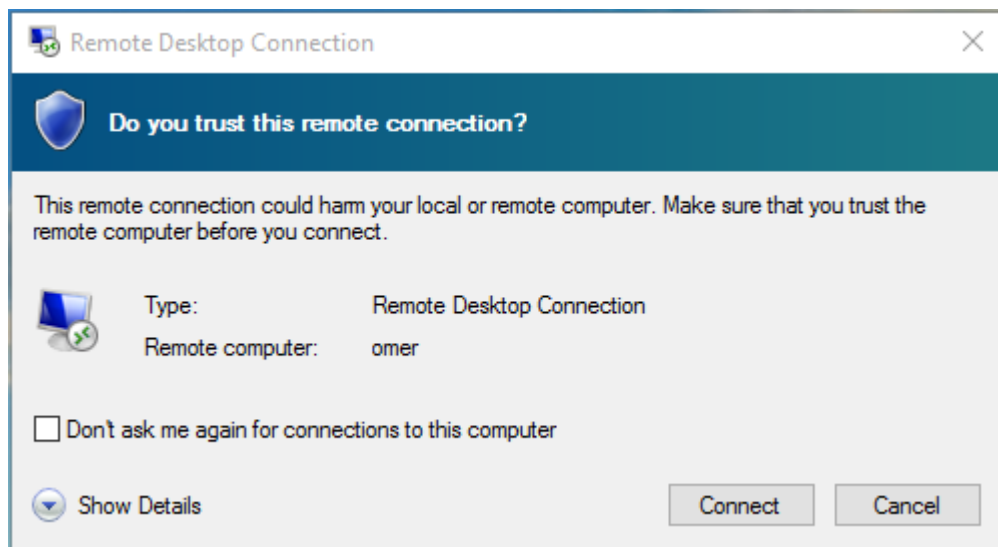 Remote Desktop Connection
Do you trust this remote connection?
This remote connection could harm your local or remote computer. Make sure that you trust the
remote computer before you connect.
Type: Remote Desktop Connection
Remote computer: omer
Don't ask me again for connections to this computer
Show Details Connect Cancel